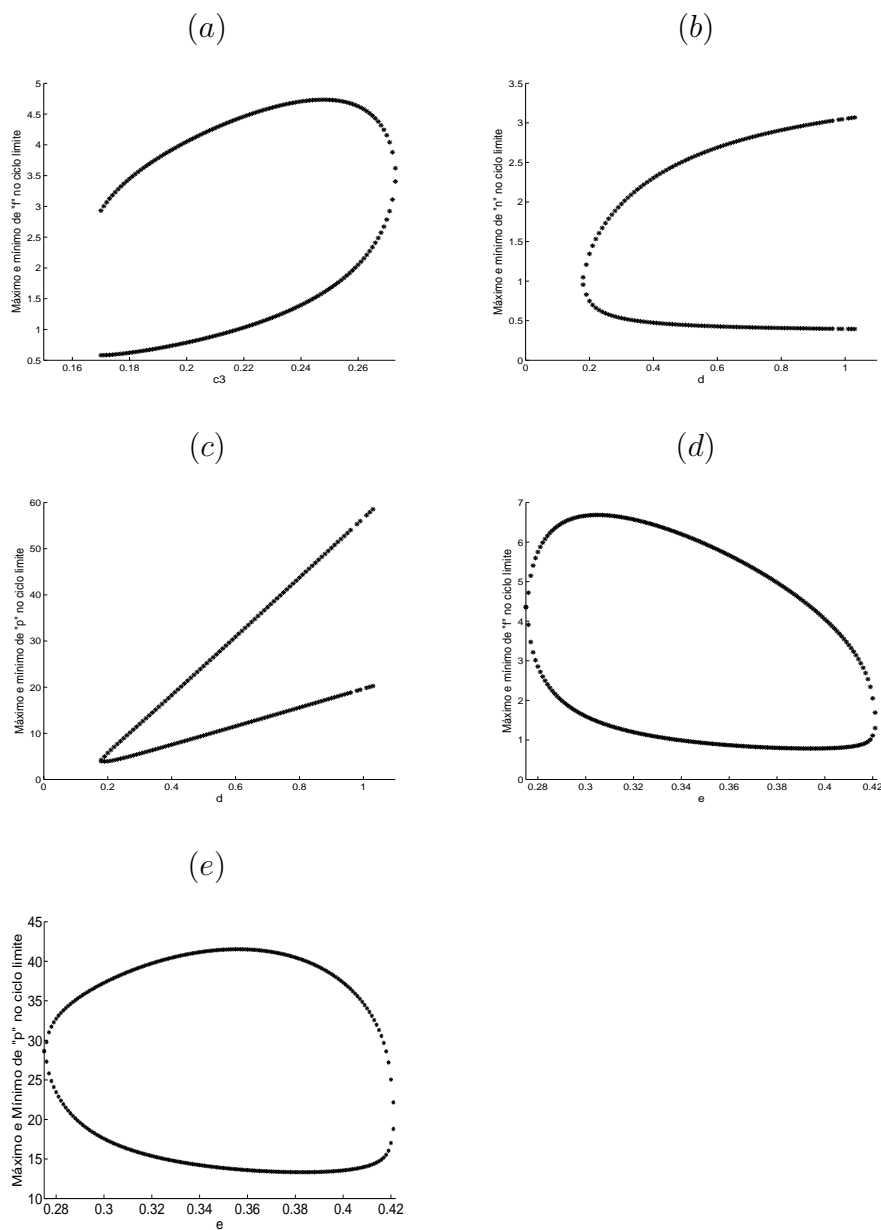 (a)
(b)
Máximo e mínimo de "f" no ciclo limite
5
4.5
4
3.5
3
2.5
2
1.5
1
0.5
0.16 0.18 0.20 0.22 0.24 0.26
c3
Máximo e mínimo de "n" no ciclo limite
3.5
3
2.5
2
1.5
1
0.5
0
0 0.2 0.4 0.6 0.8 1
d
(c)
(d)
Máximo e mínimo de "p" no ciclo limite
60
50
40
30
20
10
0
0 0.2 0.4 0.6 0.8 1
d
Máximo e mínimo de "f" no ciclo limite
7
6
5
4
3
2
1
0
0.28 0.3 0.32 0.34 0.36 0.38 0.4 0.42
e
(e)
Máximo e Mínimo de "p" no ciclo limite
45
40
35
30
25
20
15
10
0.28 0.30 0.32 0.34 0.36 0.38 0.4 0.42
e